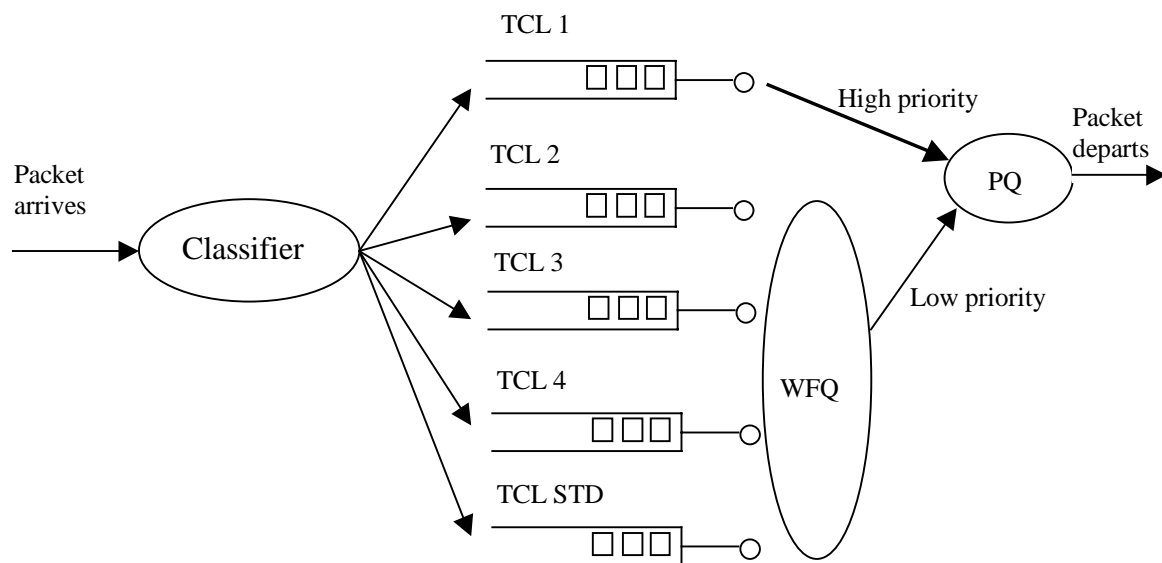 TCL 1
High priority
Packet
departs
TCL 2
Packet
arrives
PQ
Classifier
TCL 3
Low priority
TCL 4
WFQ
TCL STD